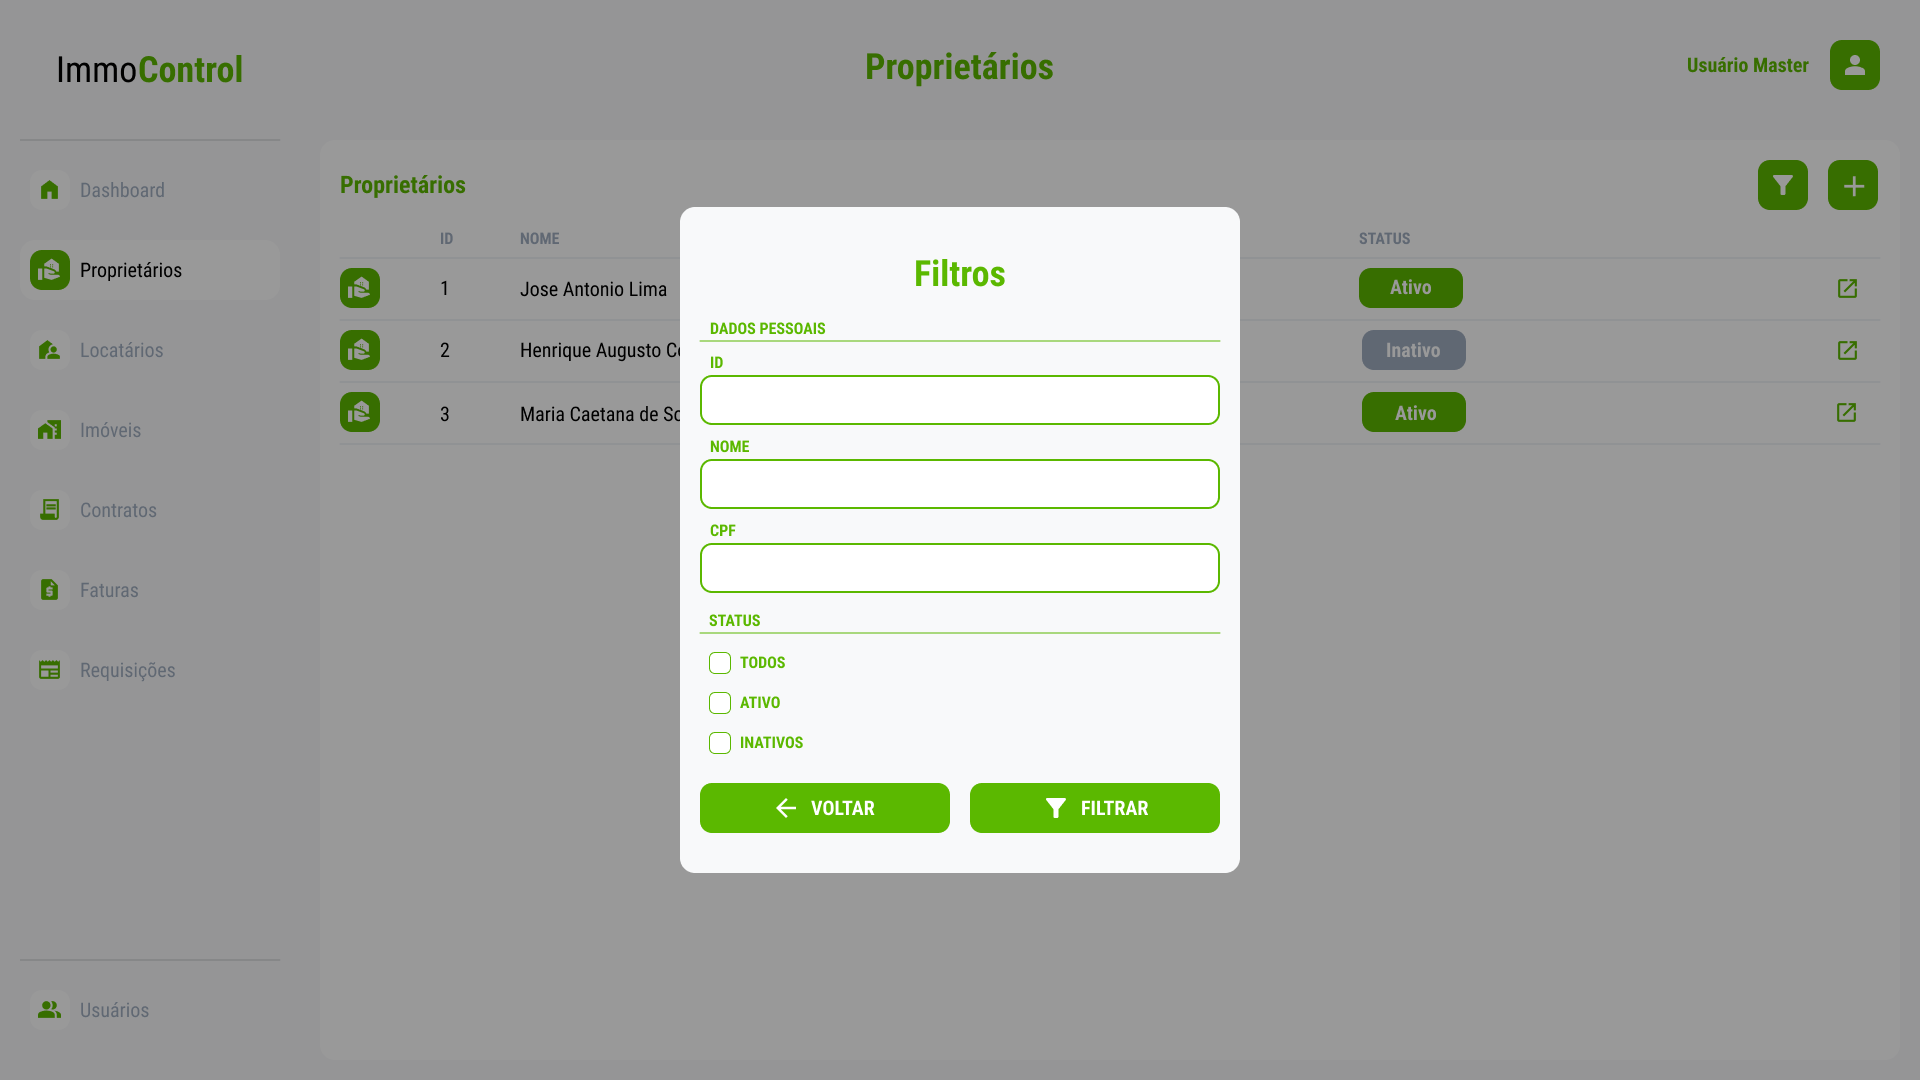 ImmoControl
Proprietários
Usuário Master
Dashboard
Proprietários
Locatários
Imóveis
Contratos
Faturas
Requisições
Usuários
Proprietários
ID NOME STATUS
1 Jose Antonio Lima Ativo
2 Henrique Augusto Inativo
3 Maria Caetana de Ativo
Filtros
DADOS PESSOAIS
ID
NOME
CPF
STATUS
TODOS
ATIVO
INATIVOS
VOLTAR FILTRAR